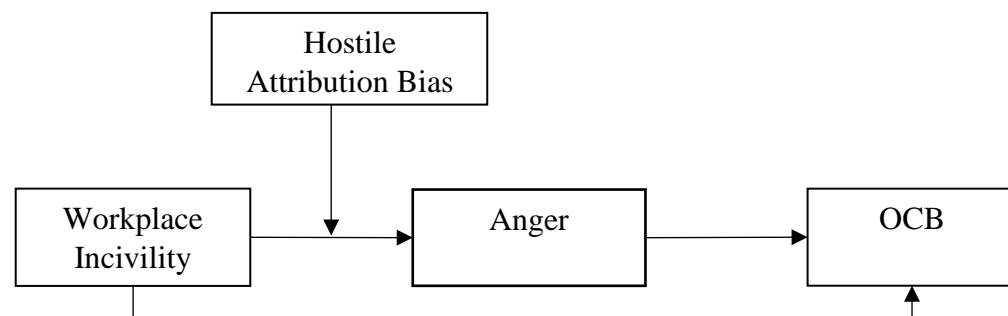 Hostile
Attribution Bias
Workplace
Incivility
Anger
OCB